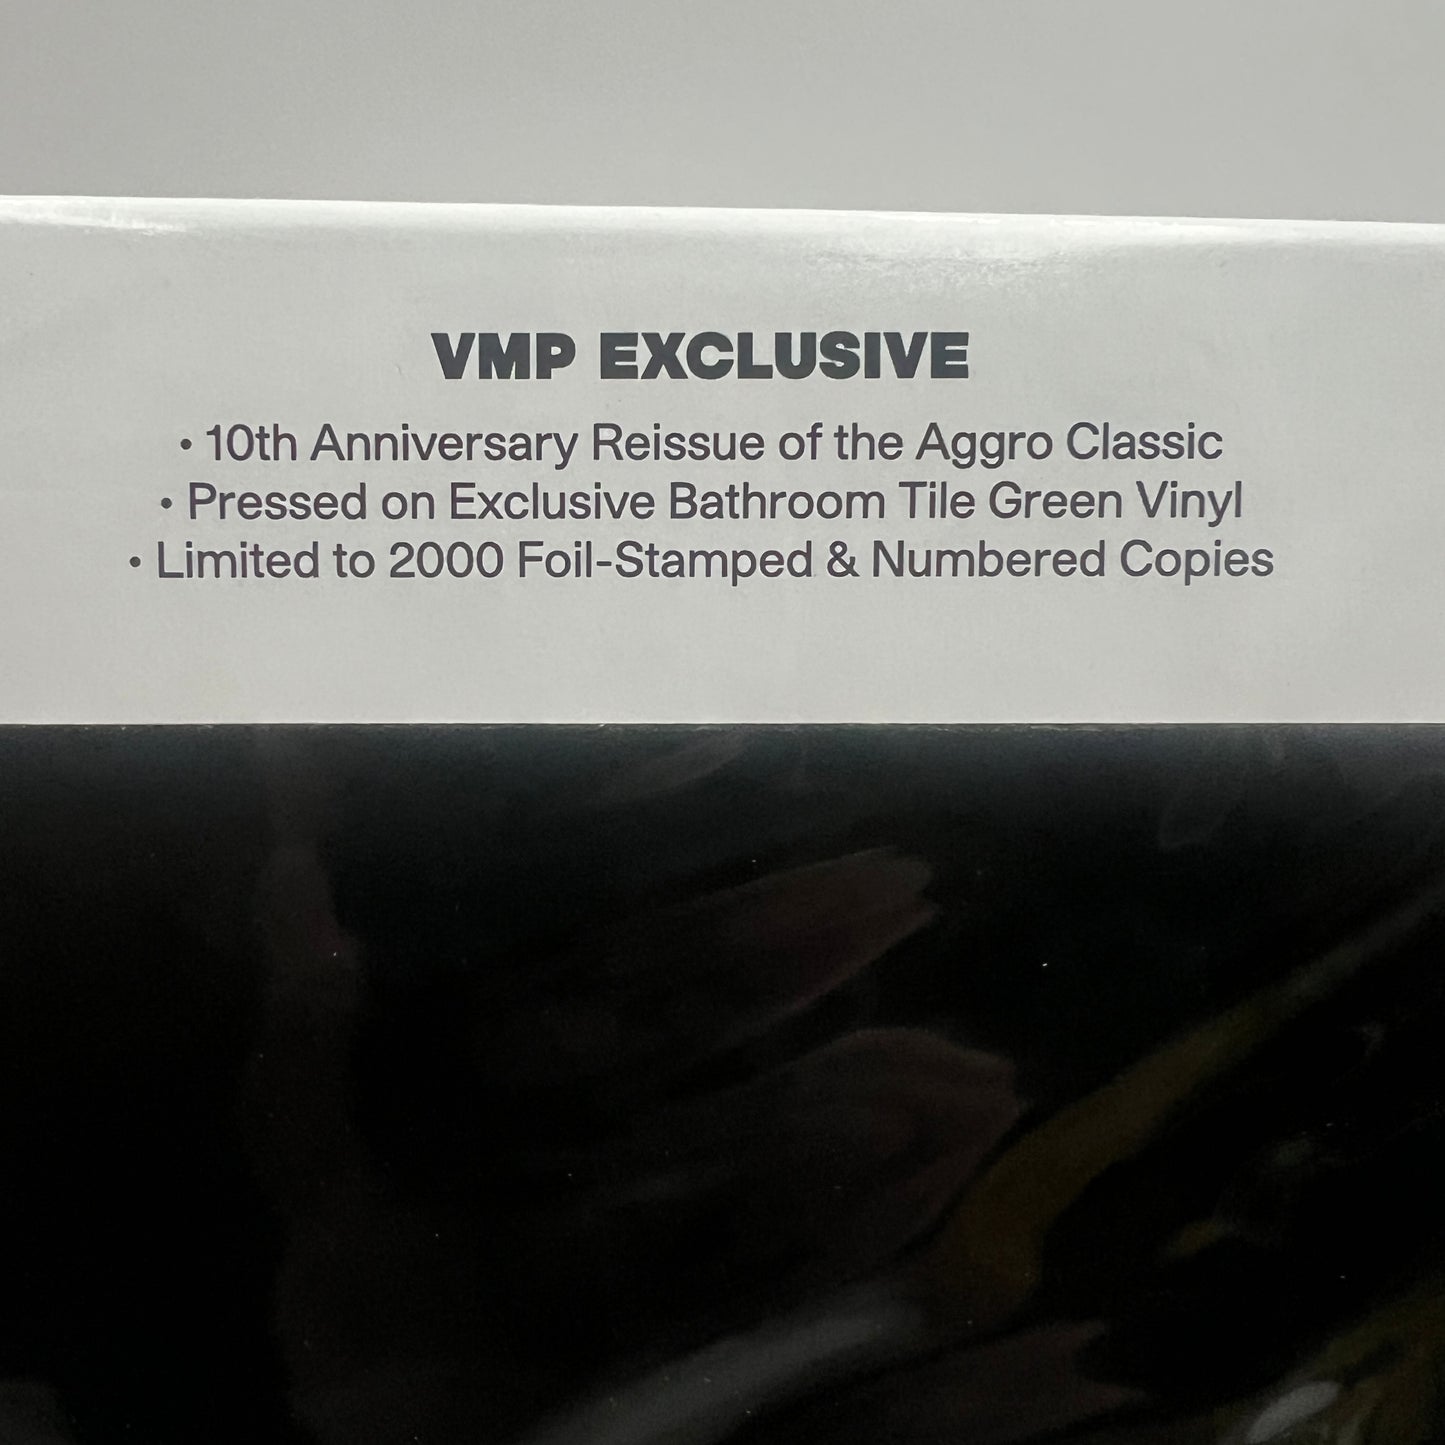 VMP EXCLUSIVE
• 10th Anniversary Reissue of the Aggro Classic
• Pressed on Exclusive Bathroom Tile Green Vinyl
• Limited to 2000 Foil-Stamped & Numbered Copies